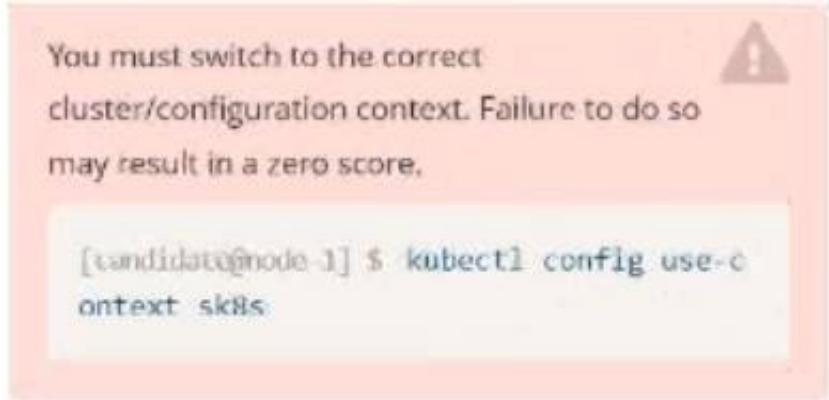 You must switch to the correct
cluster/configuration context. Failure to do so
may result in a zero score.
[candidate@node-1] $ kubectl config use-c
ontext sk8s